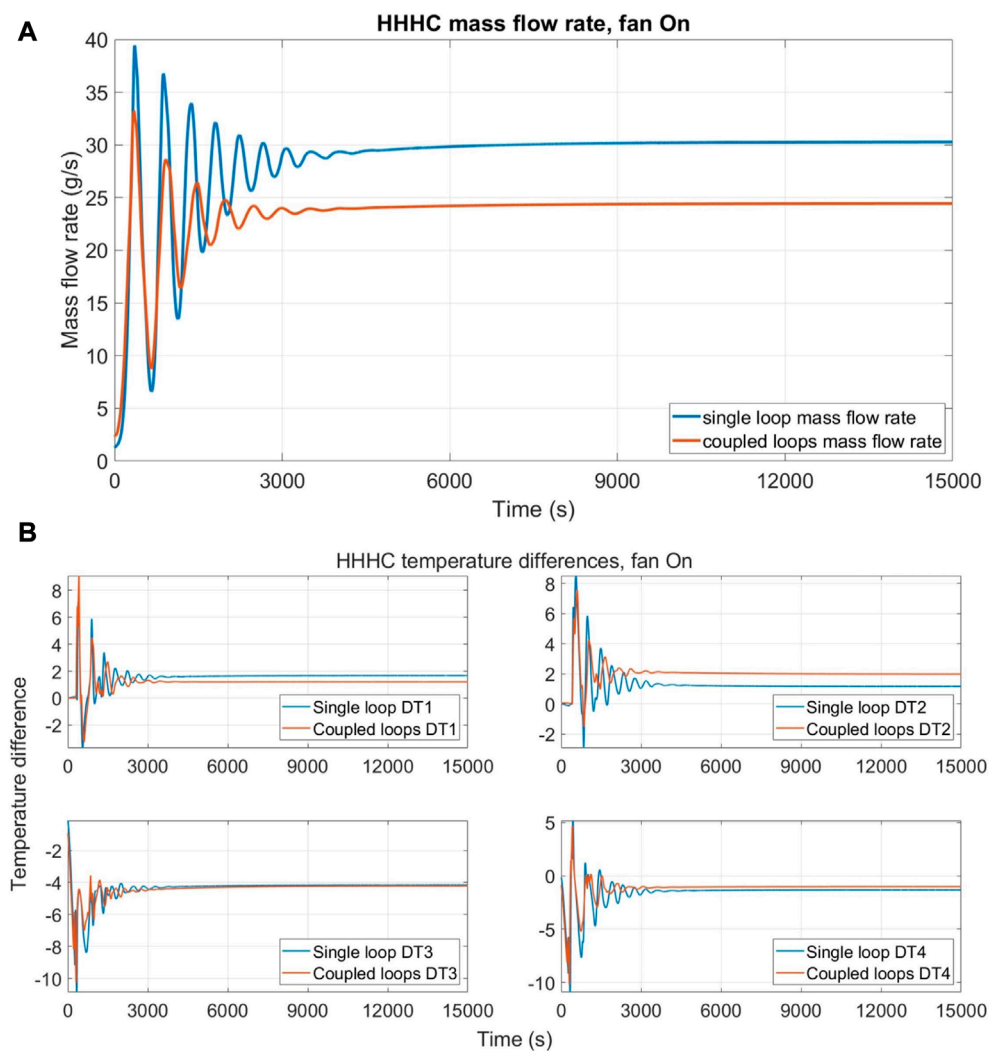 A
HHHC mass flow rate, fan On
40
35
30
25
20
15
10
5
0
Mass flow rate (g/s)
single loop mass flow rate
coupled loops mass flow rate
0 3000 6000 9000 12000 15000
Time (s)
B
HHHC temperature differences, fan On
Temperature difference
8
6
4
2
0
-2
Single loop DT1
Coupled loops DT1
0 3000 6000 9000 12000 15000
8
6
4
2
0
-2
Single loop DT2
Coupled loops DT2
0 3000 6000 9000 12000 15000
-2
-4
-6
-8
-10
Single loop DT3
Coupled loops DT3
0 3000 6000 9000 12000 15000
5
0
-5
-10
Single loop DT4
Coupled loops DT4
0 3000 6000 9000 12000 15000
Time (s)